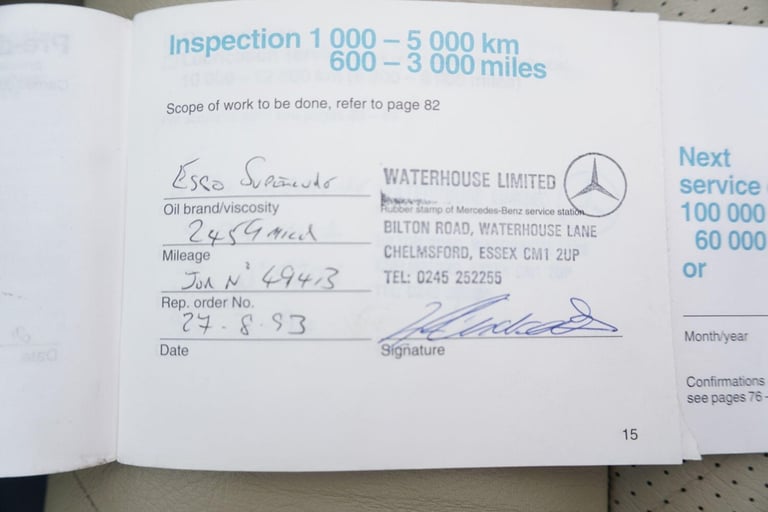 Inspection 1 000 – 5 000 km
600 – 3 000 miles
Scope of work to be done, refer to page 82
Esso
Oil brand/viscosity
2459 Miles
Mileage
Job Nº 49413
Rep. order No.
27 . 8 . 93
Date
WATERHOUSE LIMITED
Rubber stamp of Mercedes-Benz service station
BILTON ROAD, WATERHOUSE LANE
CHELMSFORD, ESSEX CM1 2UP
TEL: 0245 252255
Signature
15
Next
service
100 000
60 000
or
Month/year
Confirmations
see pages 76 -